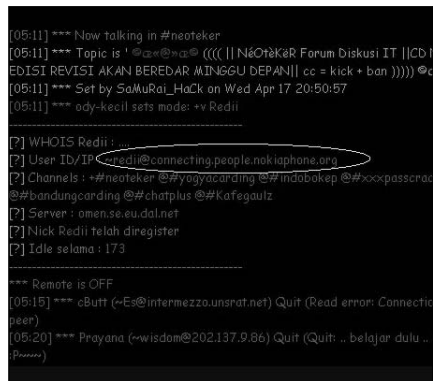 [05:11] *** Now talking in #neoteker
[05:11] *** Topic is ' (((( || NéOtèKëR Forum Diskusi IT ||CD N
EDISI REVISI AKAN BEREDAR MINGGU DEPAN|| cc = kick + ban )))))
[05:11] *** Set by SaMuRai_HaCk on Wed Apr 17 20:50:57
[05:11] *** ody-kecil sets mode: +v Redii
[?] WHOIS Redii : ....
[?] User ID/IP : ~redii@connecting.people.nokiaphone.org
[?] Channels : +#neoteker @#yogyacarding @#indobokep @#xxxpasscrac
@#bandungcarding @#chatplus @#Kafegaulz
[?] Server : omen.se.eu.dal.net
[?] Nick Redii telah diregister
[?] Idle selama : 173
*** Remote is OFF
[05:15] *** cButt (~Es@intermezzo.unsrat.net) Quit (Read error: Connectic
peer)
[05:20] *** Prayana (~wisdom@202.137.9.86) Quit (Quit: .. belajar dulu ..
:P~~~)